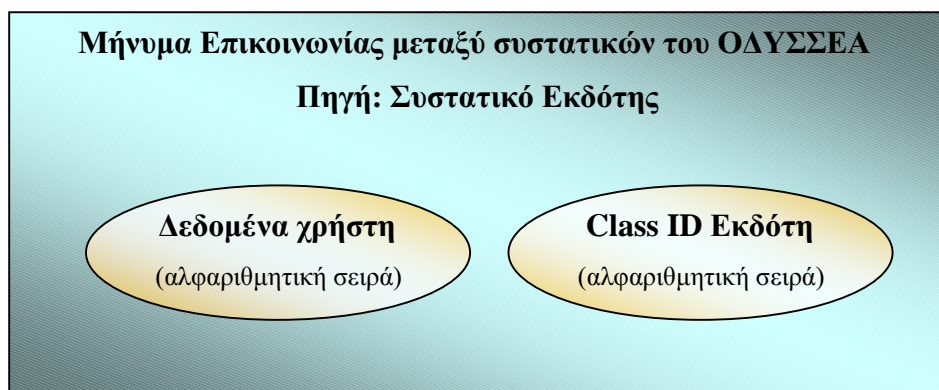 Μήνυμα Επικοινωνίας μεταξύ συστατικών του ΟΔΥΣΣΕΑ
Πηγή: Συστατικό Εκδότης
Δεδομένα χρήστη
(αλφαριθμητική σειρά)
Class ID Εκδότη
(αλφαριθμητική σειρά)